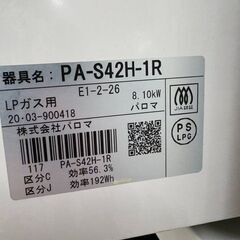 器具名: PA-S42H-1R
E1-2-26 8.10kW
LPガス用 パロマ
20・03-900418
株式会社パロマ
117 PA-S42H-1R
区分C 効率56.3%
区分J 効率192Wh
JIA
PS
LPG